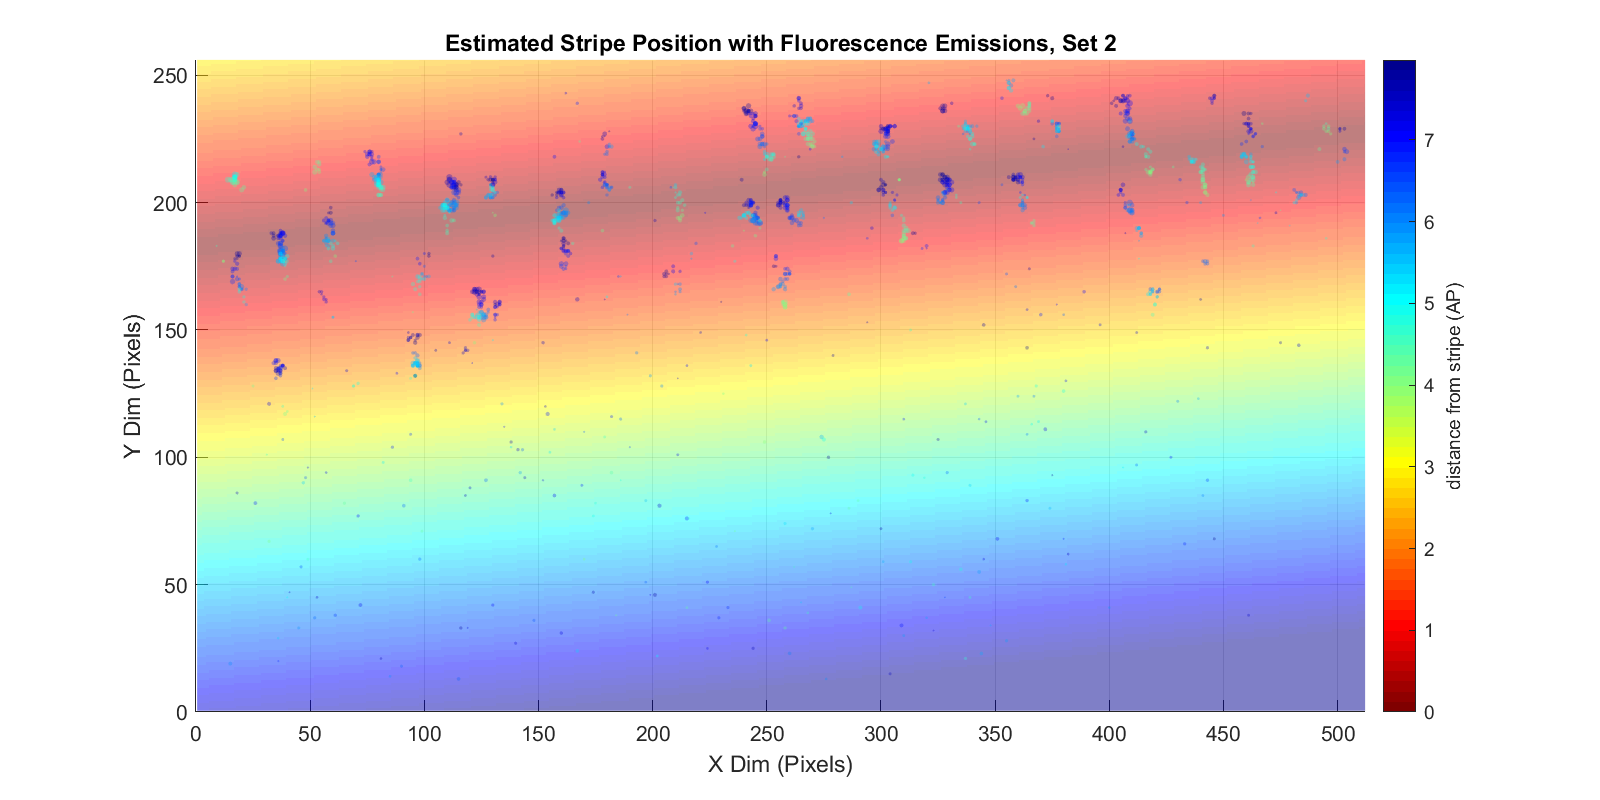 Estimated Stripe Position with Fluorescence Emissions, Set 2
250
200
150
100
50
0
Y Dim (Pixels)
0 50 100 150 200 250 300 350 400 450 500
X Dim (Pixels)
7
6
5
4
3
2
1
0
distance from stripe (AP)